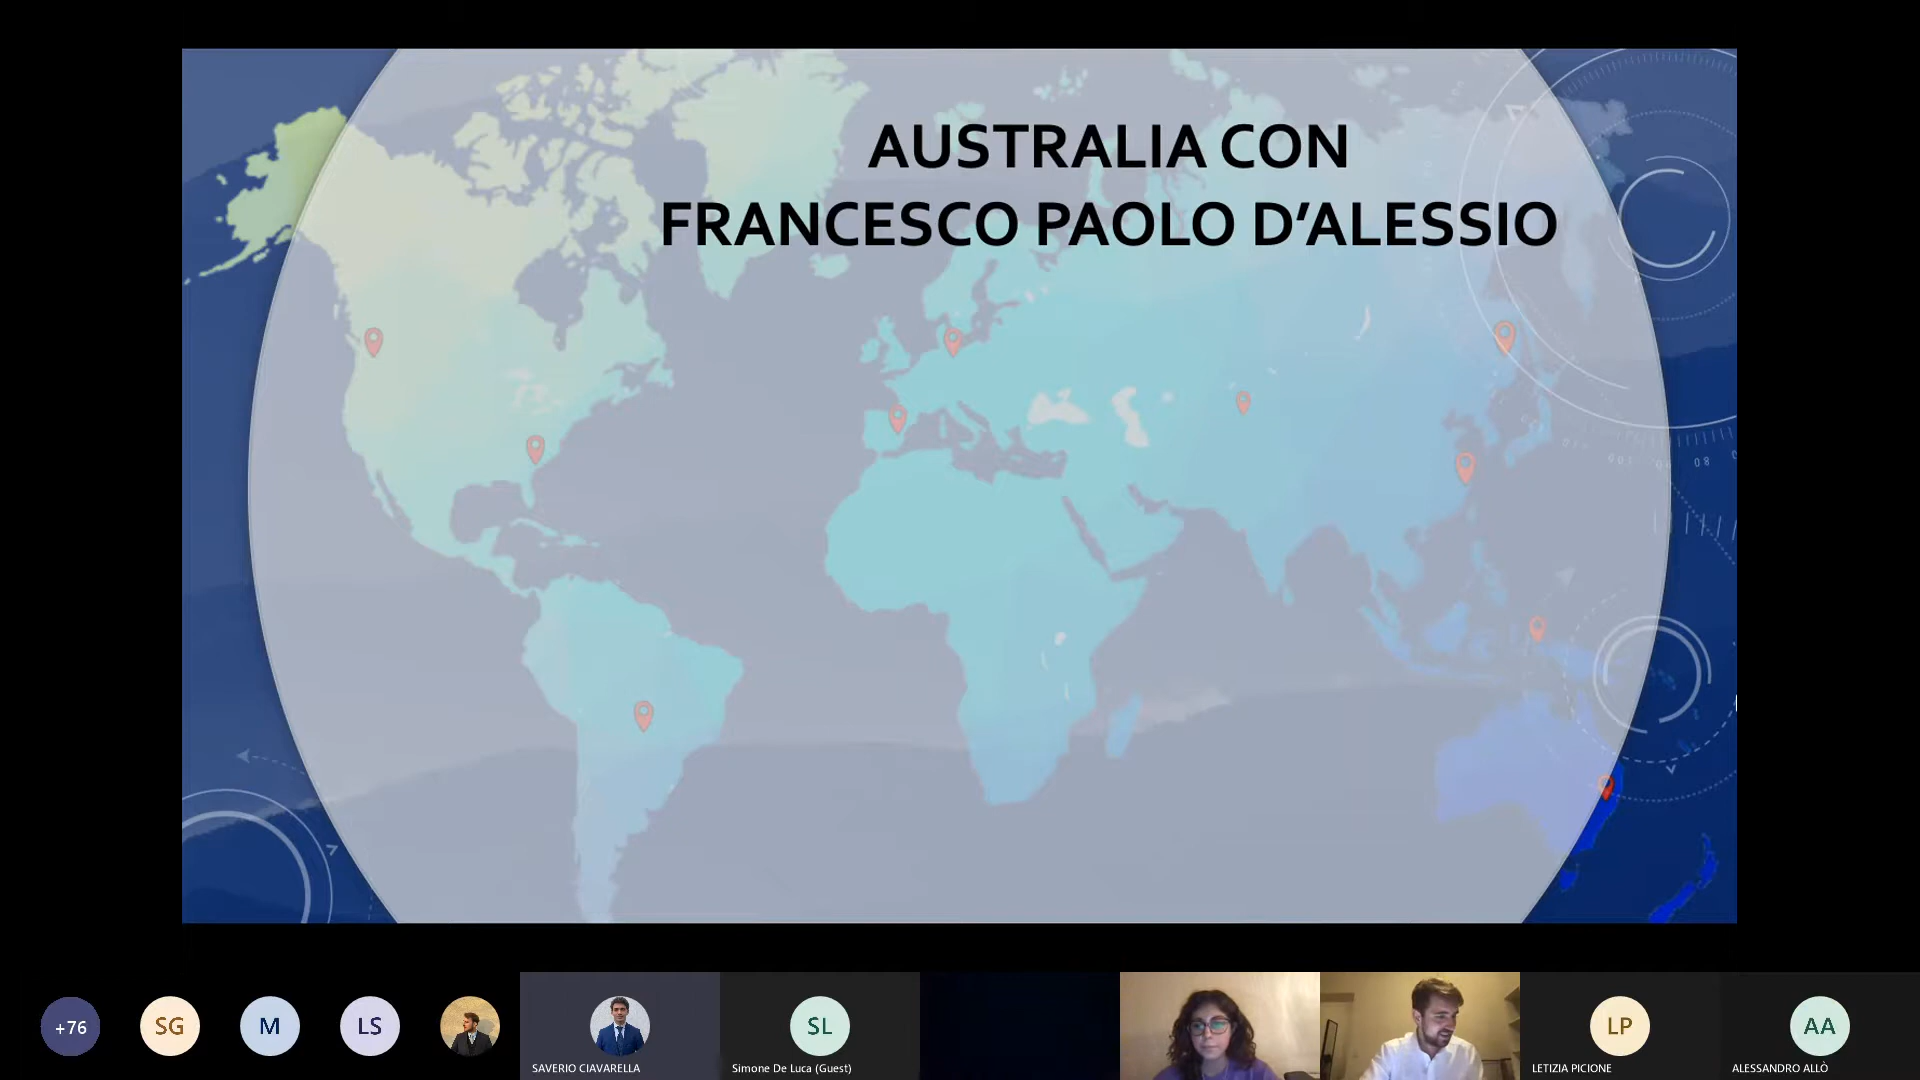 AUSTRALIA CON
FRANCESCO PAOLO D'ALESSIO
+76
SG
M
LS
SAVERIO CIAVARELLA
SL
Simone De Luca (Guest)
LP
LETIZIA PICIONE
AA
ALESSANDRO ALLÒ